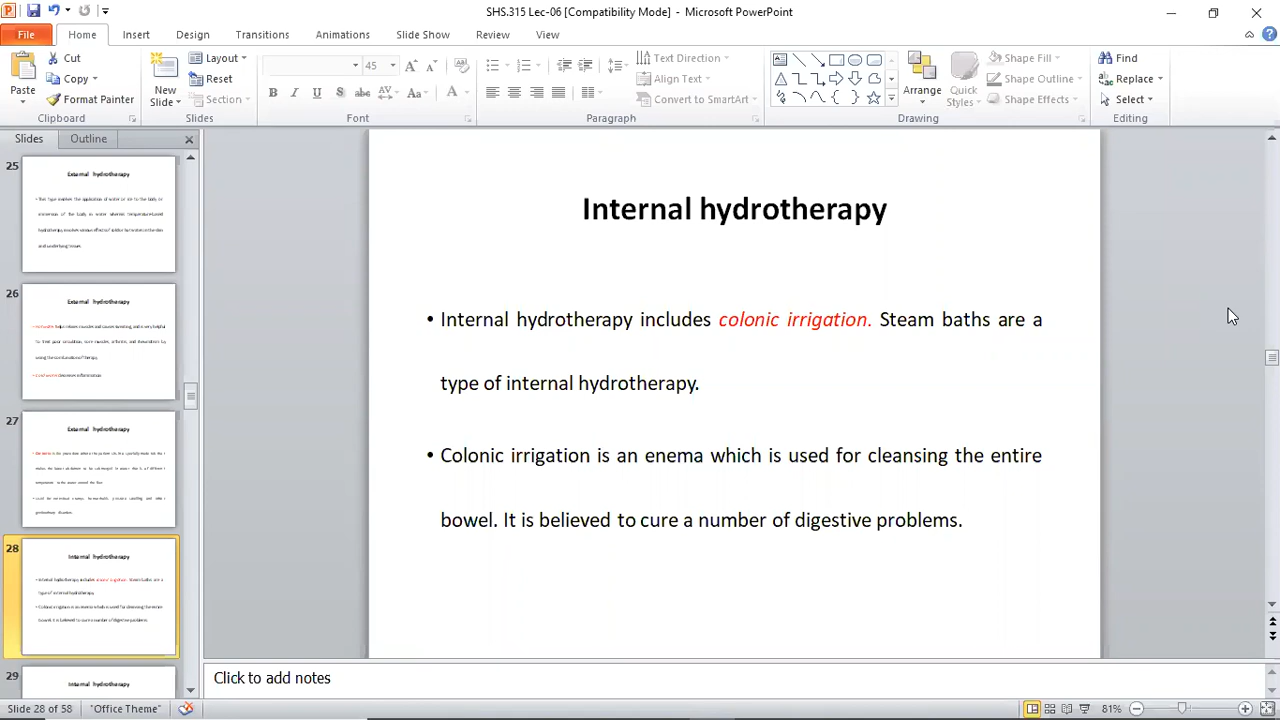 SHS.315 Lec-06 [Compatibility Mode] - Microsoft PowerPoint
File Home Insert Design Transitions Animations Slide Show Review View
Paste Cut Copy Format Painter Clipboard
New Slide Layout Reset Section Slides
45 Font
Text Direction Align Text Convert to SmartArt Paragraph
Arrange Quick Styles Shape Fill Shape Outline Shape Effects Drawing
Find Replace Select Editing
Slides Outline
25
External hydrotherapy
26
External hydrotherapy
27
External hydrotherapy
28
Internal hydrotherapy
29
Internal hydrotherapy
Internal hydrotherapy
• Internal hydrotherapy includes colonic irrigation. Steam baths are a
type of internal hydrotherapy.
• Colonic irrigation is an enema which is used for cleansing the entire
bowel. It is believed to cure a number of digestive problems.
Click to add notes
Slide 28 of 58 "Office Theme" 81%